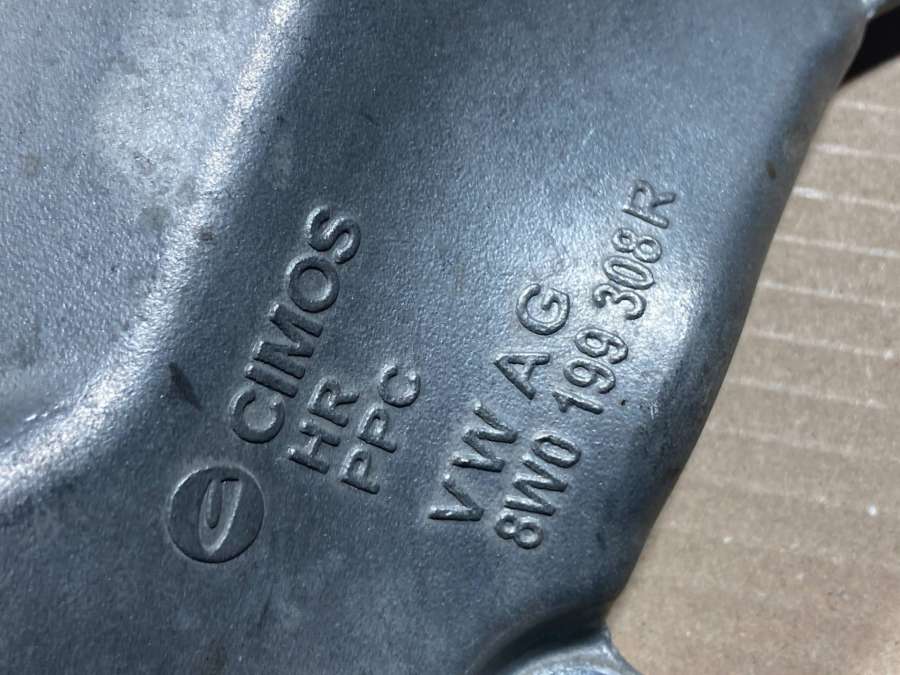 CIMOS
HR
PPC
VW AG
8W0 199 308 R